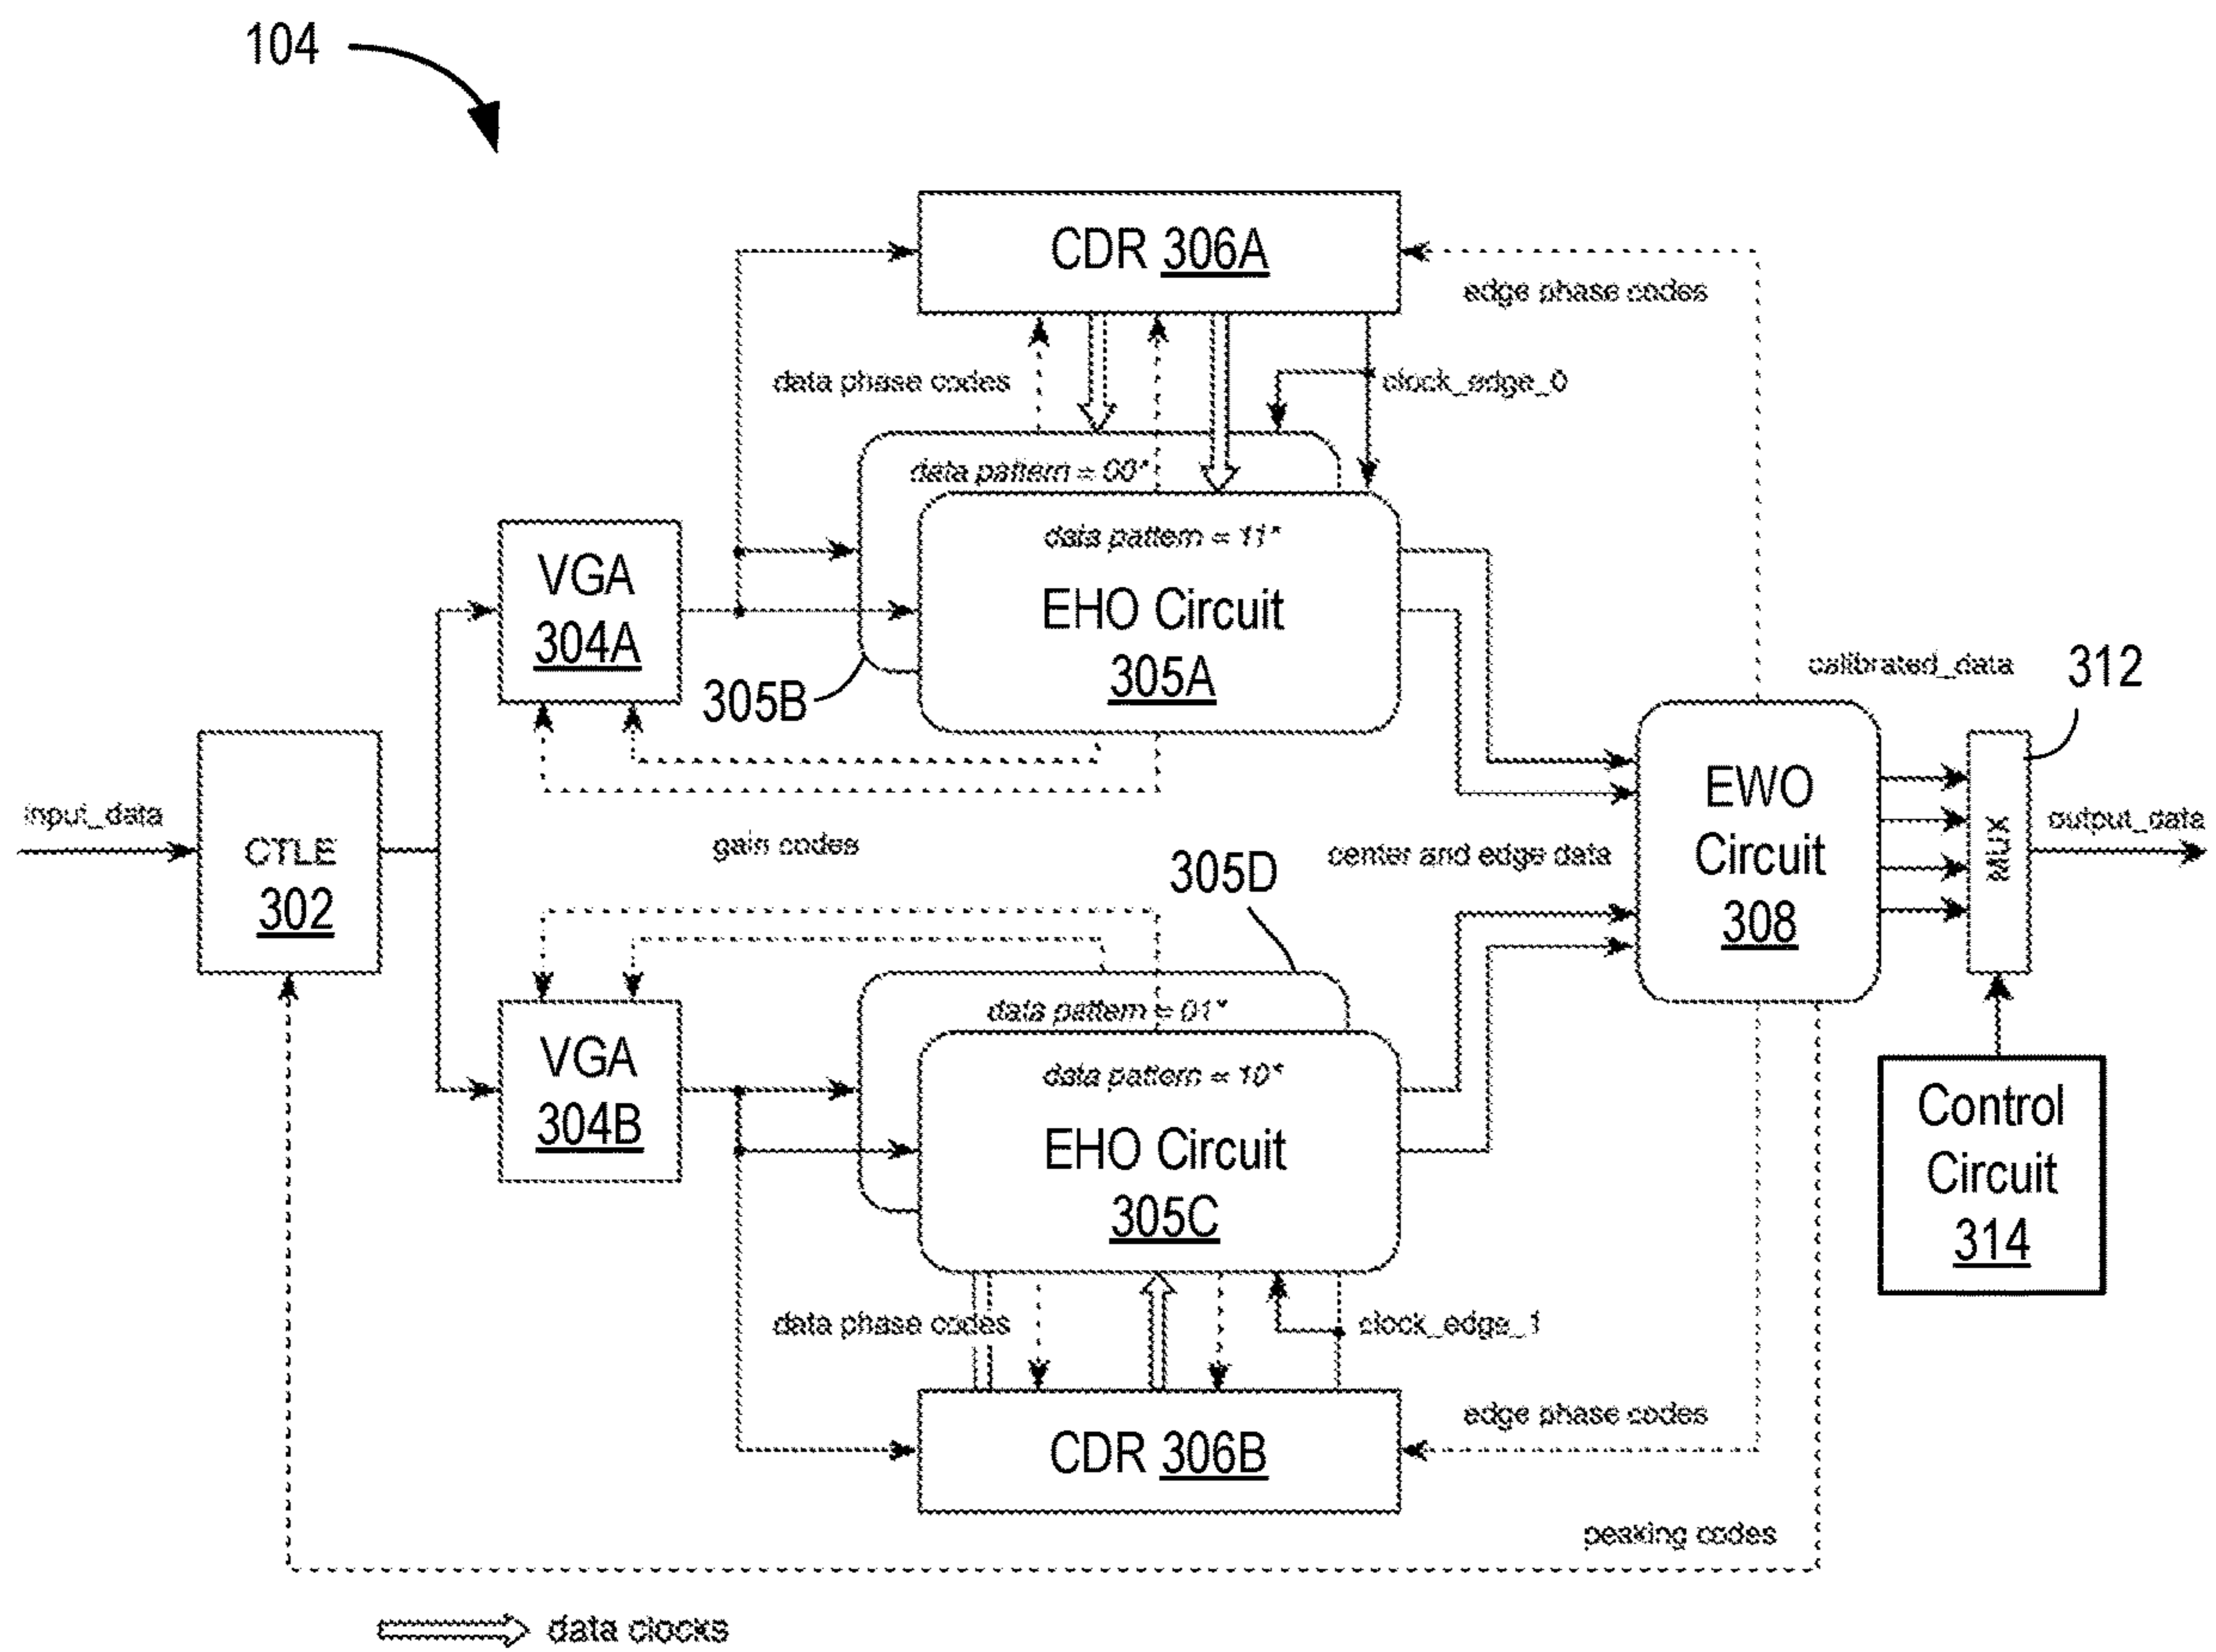 104
CDR 306A
edge phase codes
data phase codes
clock_edge_0
data pattern = 00*
data pattern = 11*
VGA
304A
EHO Circuit
305A
305B
calibrated_data
312
input_data
CTLE
302
gain codes
305D
center and edge data
EWO
Circuit
308
MUX
output_data
data pattern = 01*
VGA
304B
data pattern = 10*
EHO Circuit
305C
Control
Circuit
314
data phase codes
clock_edge_1
CDR 306B
edge phase codes
peaking codes
data clocks